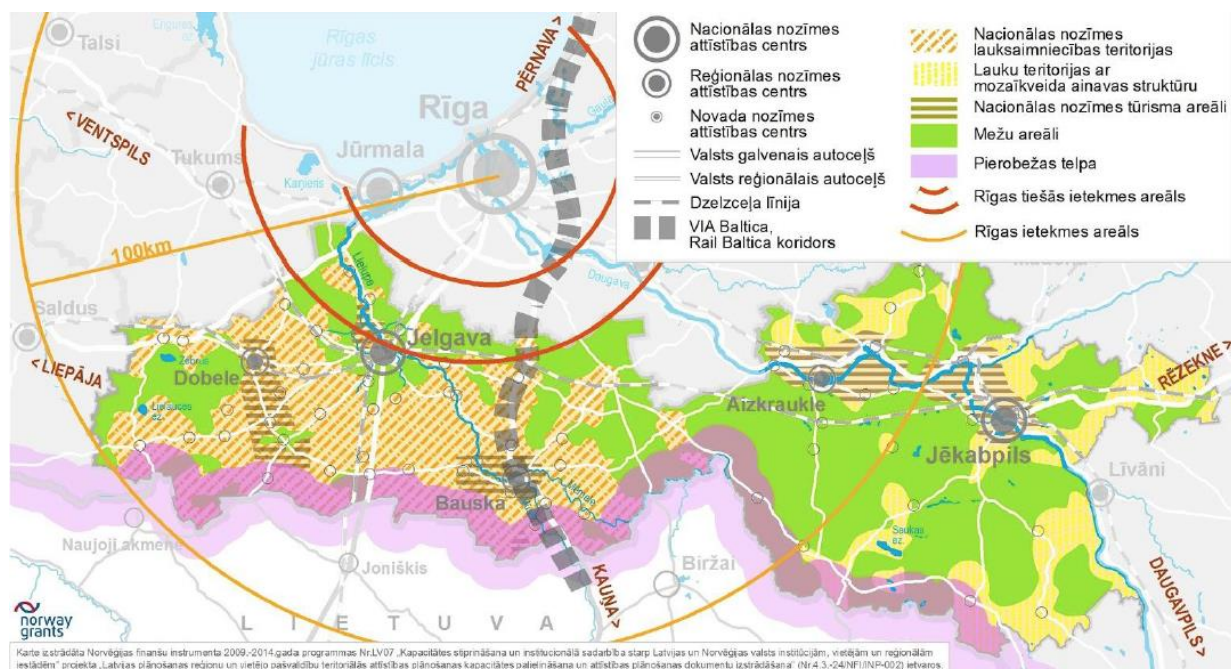 Engures
ez.
Talsi
Rīgas
jūras līcis
PĒRNAVA >
Gauja
Rīga
< VENTSPILS
Tukums
Jūrmala
Kaņieris
100km
Lielupe
Daugava
Saldus
< LIEPĀJA
Zebrus
Dobele
Jelgava
Aizkraukle
RĒZEKNE >
Jēkabpils
Līvāni
Bauska
Saukas
ez.
Naujoji akmenė
Joniškis
KAUŅA >
Biržai
DAUGAVPILS >
LIETUVA
Nacionālas nozīmes
attīstības centrs
Reģionālas nozīmes
attīstības centrs
Novada nozīmes
attīstības centrs
Valsts galvenais autoceļš
Valsts reģionālais autoceļš
Dzelzceļa līnija
VIA Baltica,
Rail Baltica koridors
Nacionālas nozīmes
lauksaimniecības teritorijas
Lauku teritorijas ar
mozaīkveida ainavas struktūru
Nacionālas nozīmes tūrisma areāli
Mežu areāli
Pierobežas telpa
Rīgas tiešās ietekmes areāls
Rīgas ietekmes areāls
norway
grants
Karte izstrādāta Norvēģijas finanšu instrumenta 2009.-2014.gada programmas Nr.LV07 „Kapacitātes stiprināšana un institucionālā sadarbība starp Latvijas un Norvēģijas valsts institūcijām, vietējām un reģionālām
iestādēm” projekta „Latvijas plānošanas reģionu un vietējo pašvaldību teritoriālās attīstības plānošanas kapacitātes palielināšana un attīstības plānošanas dokumentu izstrādāšana” (Nr.4.3.-24/NFI/INP-002) ietvaros.